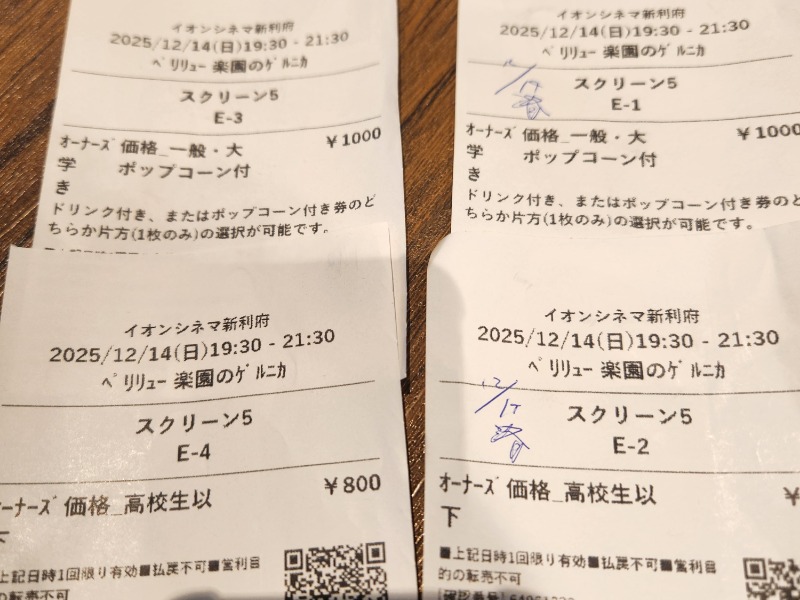 イオンシネマ新利府
2025/12/14(日)19:30 - 21:30
ペリリュー 楽園のゲルニカ
スクリーン5
E-3
オーナーズ価格_一般・大 ¥1000
学 ポップコーン付
き
ドリンク付き、またはポップコーン付き券のど
ちらか片方(1枚のみ)の選択が可能です。
イオンシネマ新利府
2025/12/14(日)19:30 - 21:30
ペリリュー 楽園のゲルニカ
スクリーン5
E-1
オーナーズ価格_一般・大 ¥1000
学 ポップコーン付
き
ドリンク付き、またはポップコーン付き券のど
ちらか片方(1枚のみ)の選択が可能です。
イオンシネマ新利府
2025/12/14(日)19:30 - 21:30
ペリリュー 楽園のゲルニカ
スクリーン5
E-4
オーナーズ価格_高校生以 ¥800
下
上記日時1回限り有効■払戻不可■営利目
的の転売不可
イオンシネマ新利府
2025/12/14(日)19:30 - 21:30
ペリリュー 楽園のゲルニカ
12/17
スクリーン5
E-2
オーナーズ価格_高校生以 ¥
下
■上記日時1回限り有効■払戻不可■営利目
的の転売不可
[確認番号]